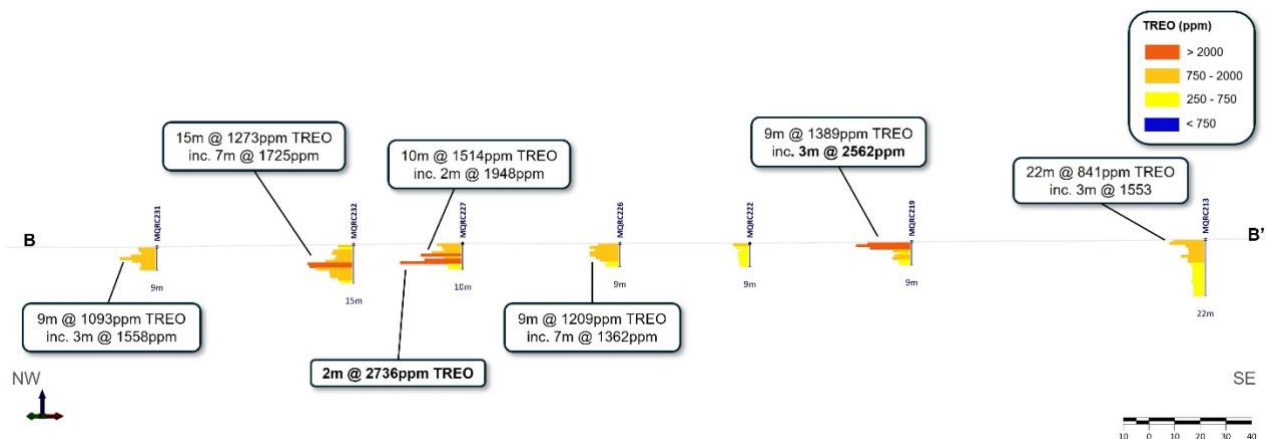 TREO (ppm)
> 2000
750 - 2000
250 - 750
< 750
15m @ 1273ppm TREO
inc. 7m @ 1725ppm
10m @ 1514ppm TREO
inc. 2m @ 1948ppm
9m @ 1389ppm TREO
inc. 3m @ 2562ppm
22m @ 841ppm TREO
inc. 3m @ 1553
MQRC231
MQRC232
MQRC227
MQRC226
MQRC222
MQRC219
MQRC213
B
B'
9m
15m
10m
9m
9m
9m
22m
9m @ 1093ppm TREO
inc. 3m @ 1558ppm
9m @ 1209ppm TREO
inc. 7m @ 1362ppm
2m @ 2736ppm TREO
NW
SE
10 0 10 20 30 40